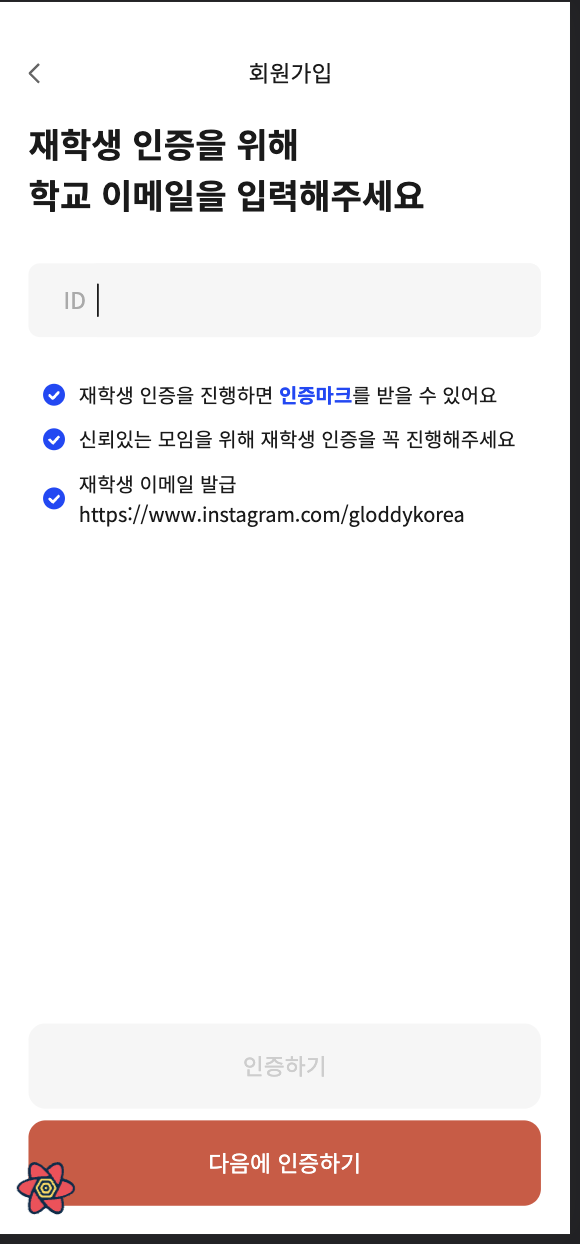 회원가입
재학생 인증을 위해
학교 이메일을 입력해주세요
ID
재학생 인증을 진행하면 인증마크를 받을 수 있어요
신뢰있는 모임을 위해 재학생 인증을 꼭 진행해주세요
재학생 이메일 발급
https://www.instagram.com/gloddykorea
인증하기
다음에 인증하기